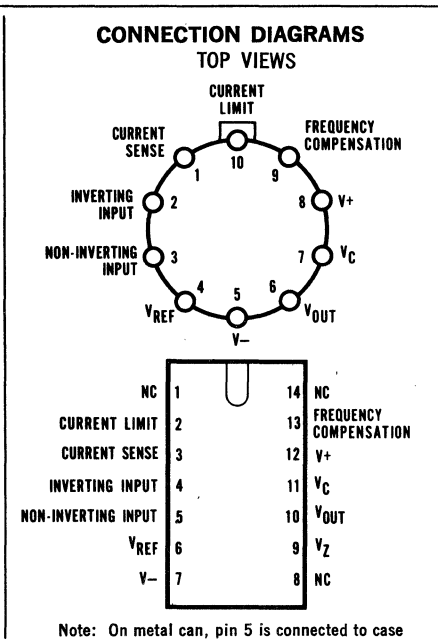 CONNECTION DIAGRAMS
TOP VIEWS
CURRENT
LIMIT
CURRENT
SENSE
FREQUENCY
COMPENSATION
10
1
9
INVERTING
INPUT
2
8
V+
NON-INVERTING
INPUT
3
7
VC
4
5
6
VREF
VOUT
V–
NC 1
14 NC
CURRENT LIMIT 2
13 FREQUENCY
COMPENSATION
CURRENT SENSE 3
12 V+
INVERTING INPUT 4
11 VC
NON-INVERTING INPUT 5
10 VOUT
VREF 6
9 VZ
V– 7
8 NC
Note: On metal can, pin 5 is connected to case